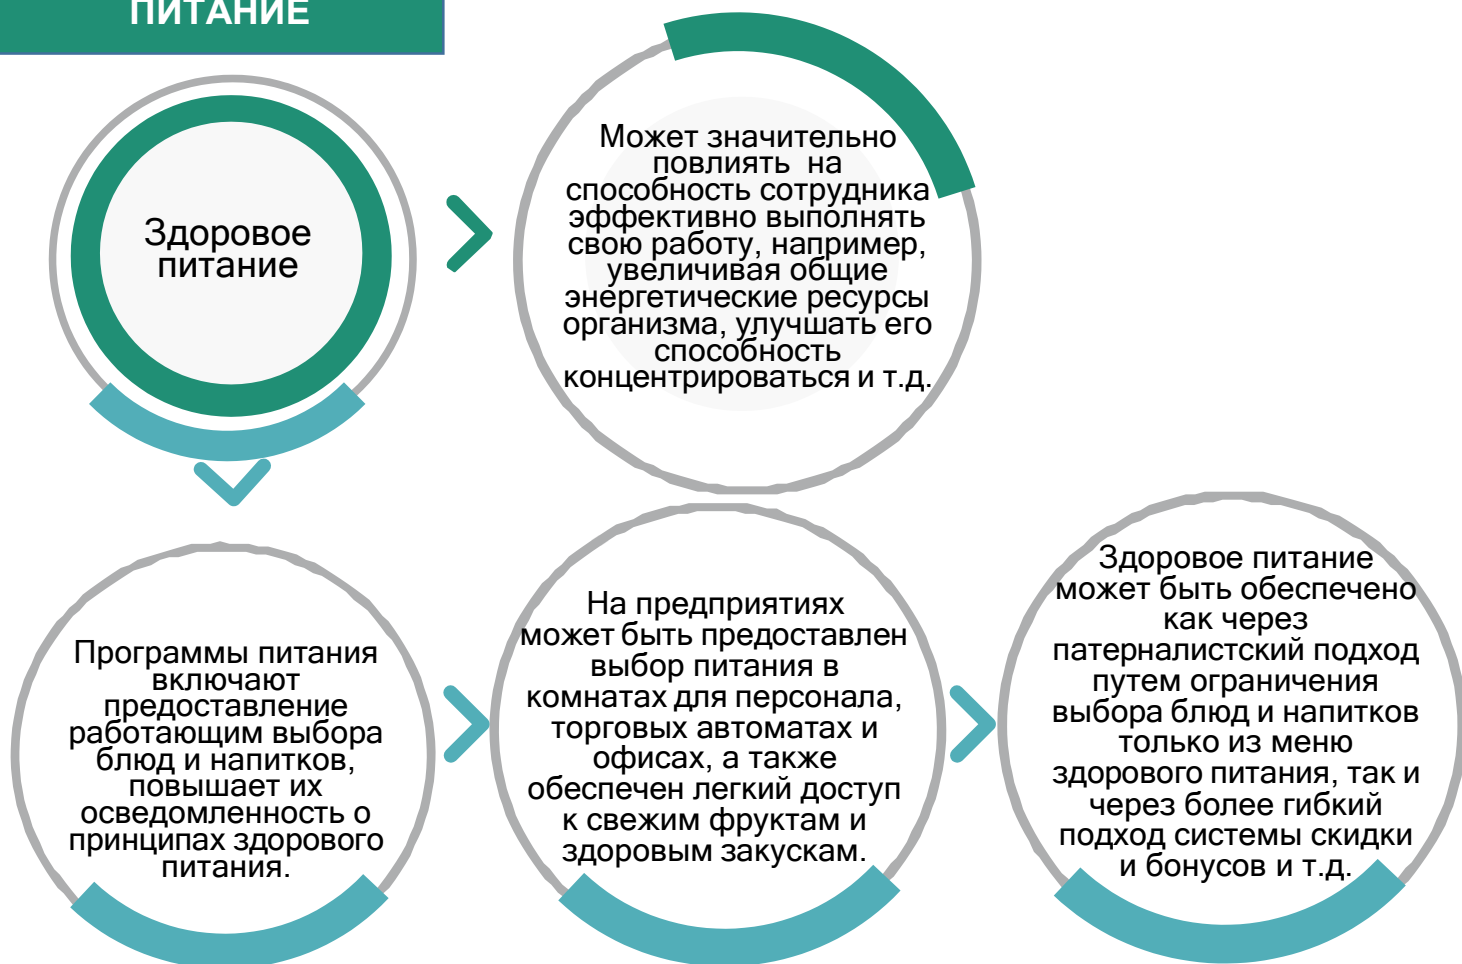 ПИТАНИЕ
Здоровое
питание
Может значительно
повлиять на
способность сотрудника
эффективно выполнять
свою работу, например,
увеличивая общие
энергетические ресурсы
организма, улучшать его
способность
концентрироваться и т.д.
Программы питания
включают
предоставление
работающим выбора
блюд и напитков,
повышает их
осведомленность о
принципах здорового
питания.
На предприятиях
может быть предоставлен
выбор питания в
комнатах для персонала,
торговых автоматах и
офисах, а также
обеспечен легкий доступ
к свежим фруктам и
здоровым закускам.
Здоровое питание
может быть обеспечено
как через
патерналистский подход
путем ограничения
выбора блюд и напитков
только из меню
здорового питания, так и
через более гибкий
подход системы скидки
и бонусов и т.д.